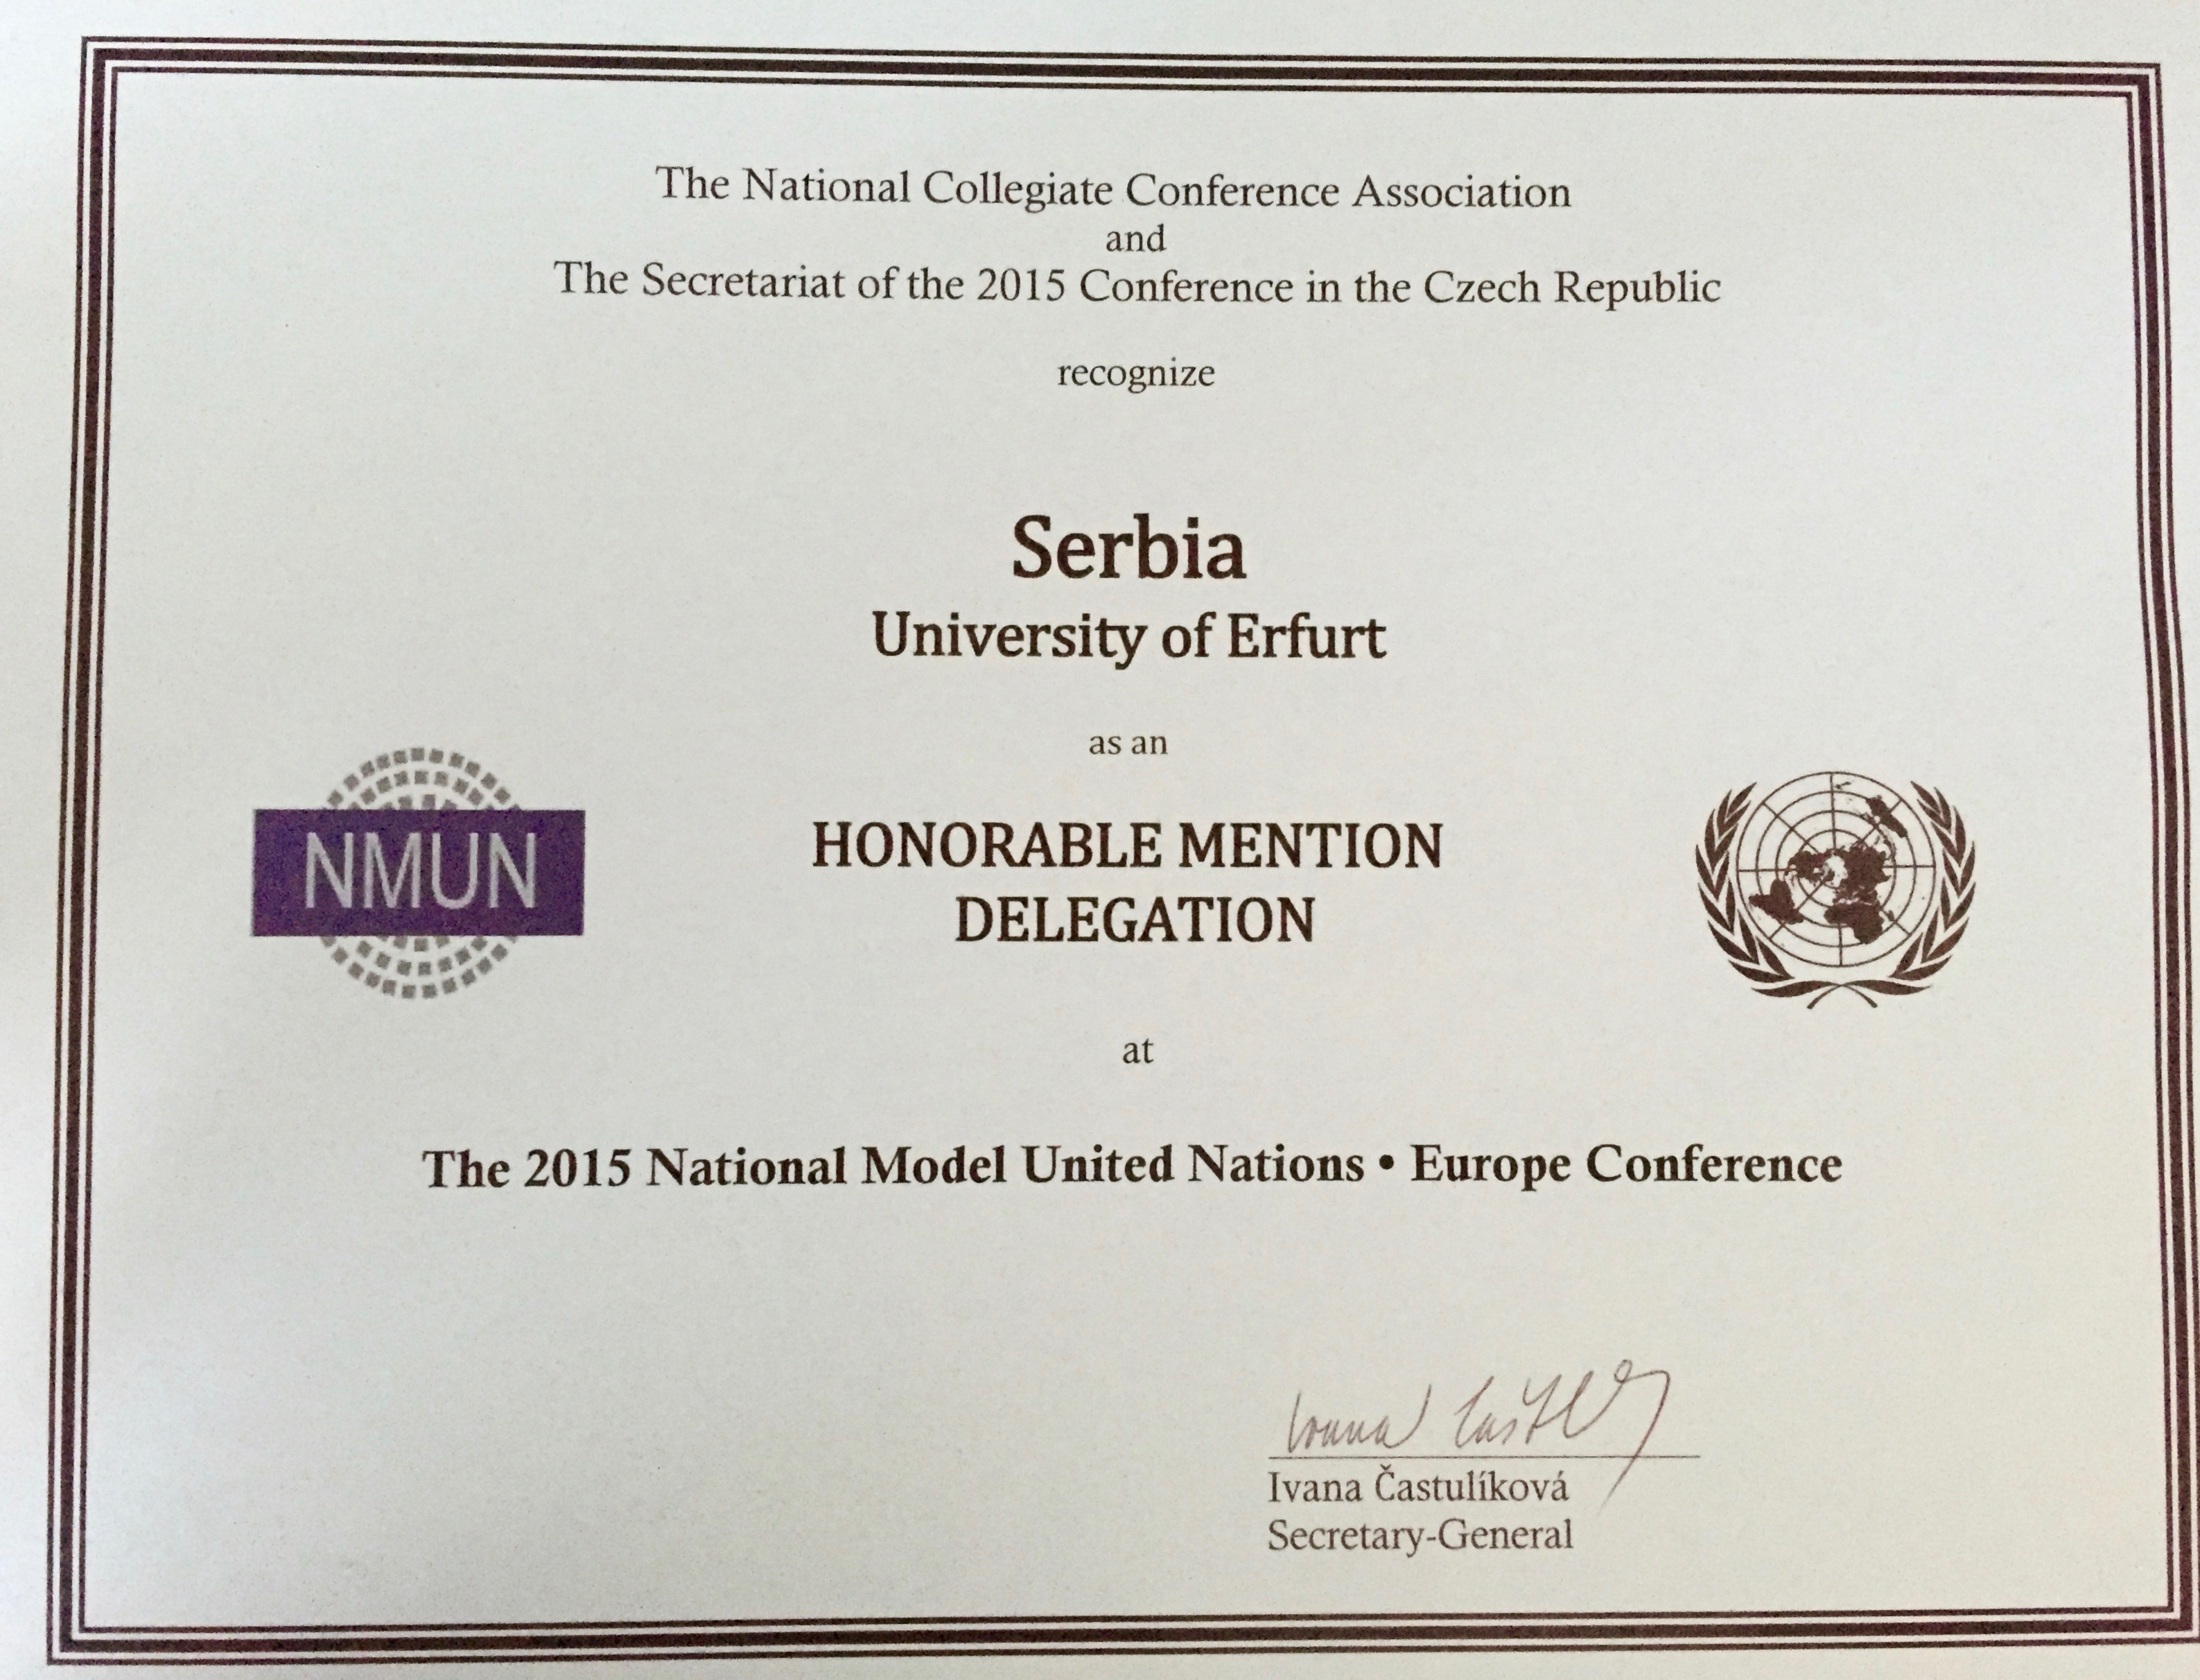 The National Collegiate Conference Association
and
The Secretariat of the 2015 Conference in the Czech Republic
recognize
Serbia
University of Erfurt
as an
NMUN
HONORABLE MENTION
DELEGATION
at
The 2015 National Model United Nations • Europe Conference
Ivana Častulíková
Secretary-General